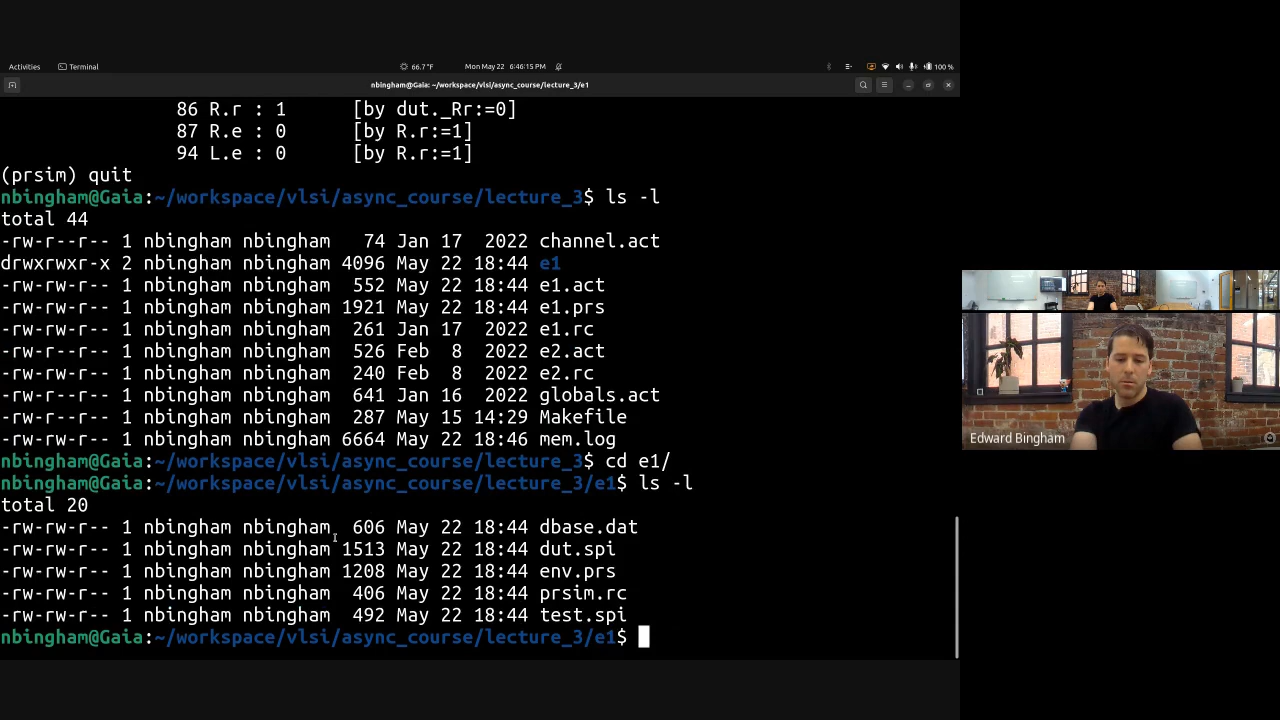 Activities Terminal 66.7 °F Mon May 22 6:46:15 PM 100 %
nbingham@Gaia: ~/workspace/vlsi/async_course/lecture_3/e1
86 R.r : 1 [by dut._Rr:=0]
87 R.e : 0 [by R.r:=1]
94 L.e : 0 [by R.r:=1]
(prsim) quit
nbingham@Gaia:~/workspace/vlsi/async_course/lecture_3$ ls -l
total 44
-rw-r--r-- 1 nbingham nbingham 74 Jan 17 2022 channel.act
drwxrwxr-x 2 nbingham nbingham 4096 May 22 18:44 e1
-rw-rw-r-- 1 nbingham nbingham 552 May 22 18:44 e1.act
-rw-rw-r-- 1 nbingham nbingham 1921 May 22 18:44 e1.prs
-rw-rw-r-- 1 nbingham nbingham 261 Jan 17 2022 e1.rc
-rw-rw-r-- 1 nbingham nbingham 526 Feb 8 2022 e2.act
-rw-rw-r-- 1 nbingham nbingham 240 Feb 8 2022 e2.rc
-rw-rw-r-- 1 nbingham nbingham 641 Jan 16 2022 globals.act
-rw-rw-r-- 1 nbingham nbingham 287 May 15 14:29 Makefile
-rw-rw-r-- 1 nbingham nbingham 6664 May 22 18:46 mem.log
nbingham@Gaia:~/workspace/vlsi/async_course/lecture_3$ cd e1/
nbingham@Gaia:~/workspace/vlsi/async_course/lecture_3/e1$ ls -l
total 20
-rw-rw-r-- 1 nbingham nbingham 606 May 22 18:44 dbase.dat
-rw-rw-r-- 1 nbingham nbingham 1513 May 22 18:44 dut.spi
-rw-rw-r-- 1 nbingham nbingham 1208 May 22 18:44 env.prs
-rw-rw-r-- 1 nbingham nbingham 406 May 22 18:44 prsim.rc
-rw-rw-r-- 1 nbingham nbingham 492 May 22 18:44 test.spi
nbingham@Gaia:~/workspace/vlsi/async_course/lecture_3/e1$
Edward Bingham